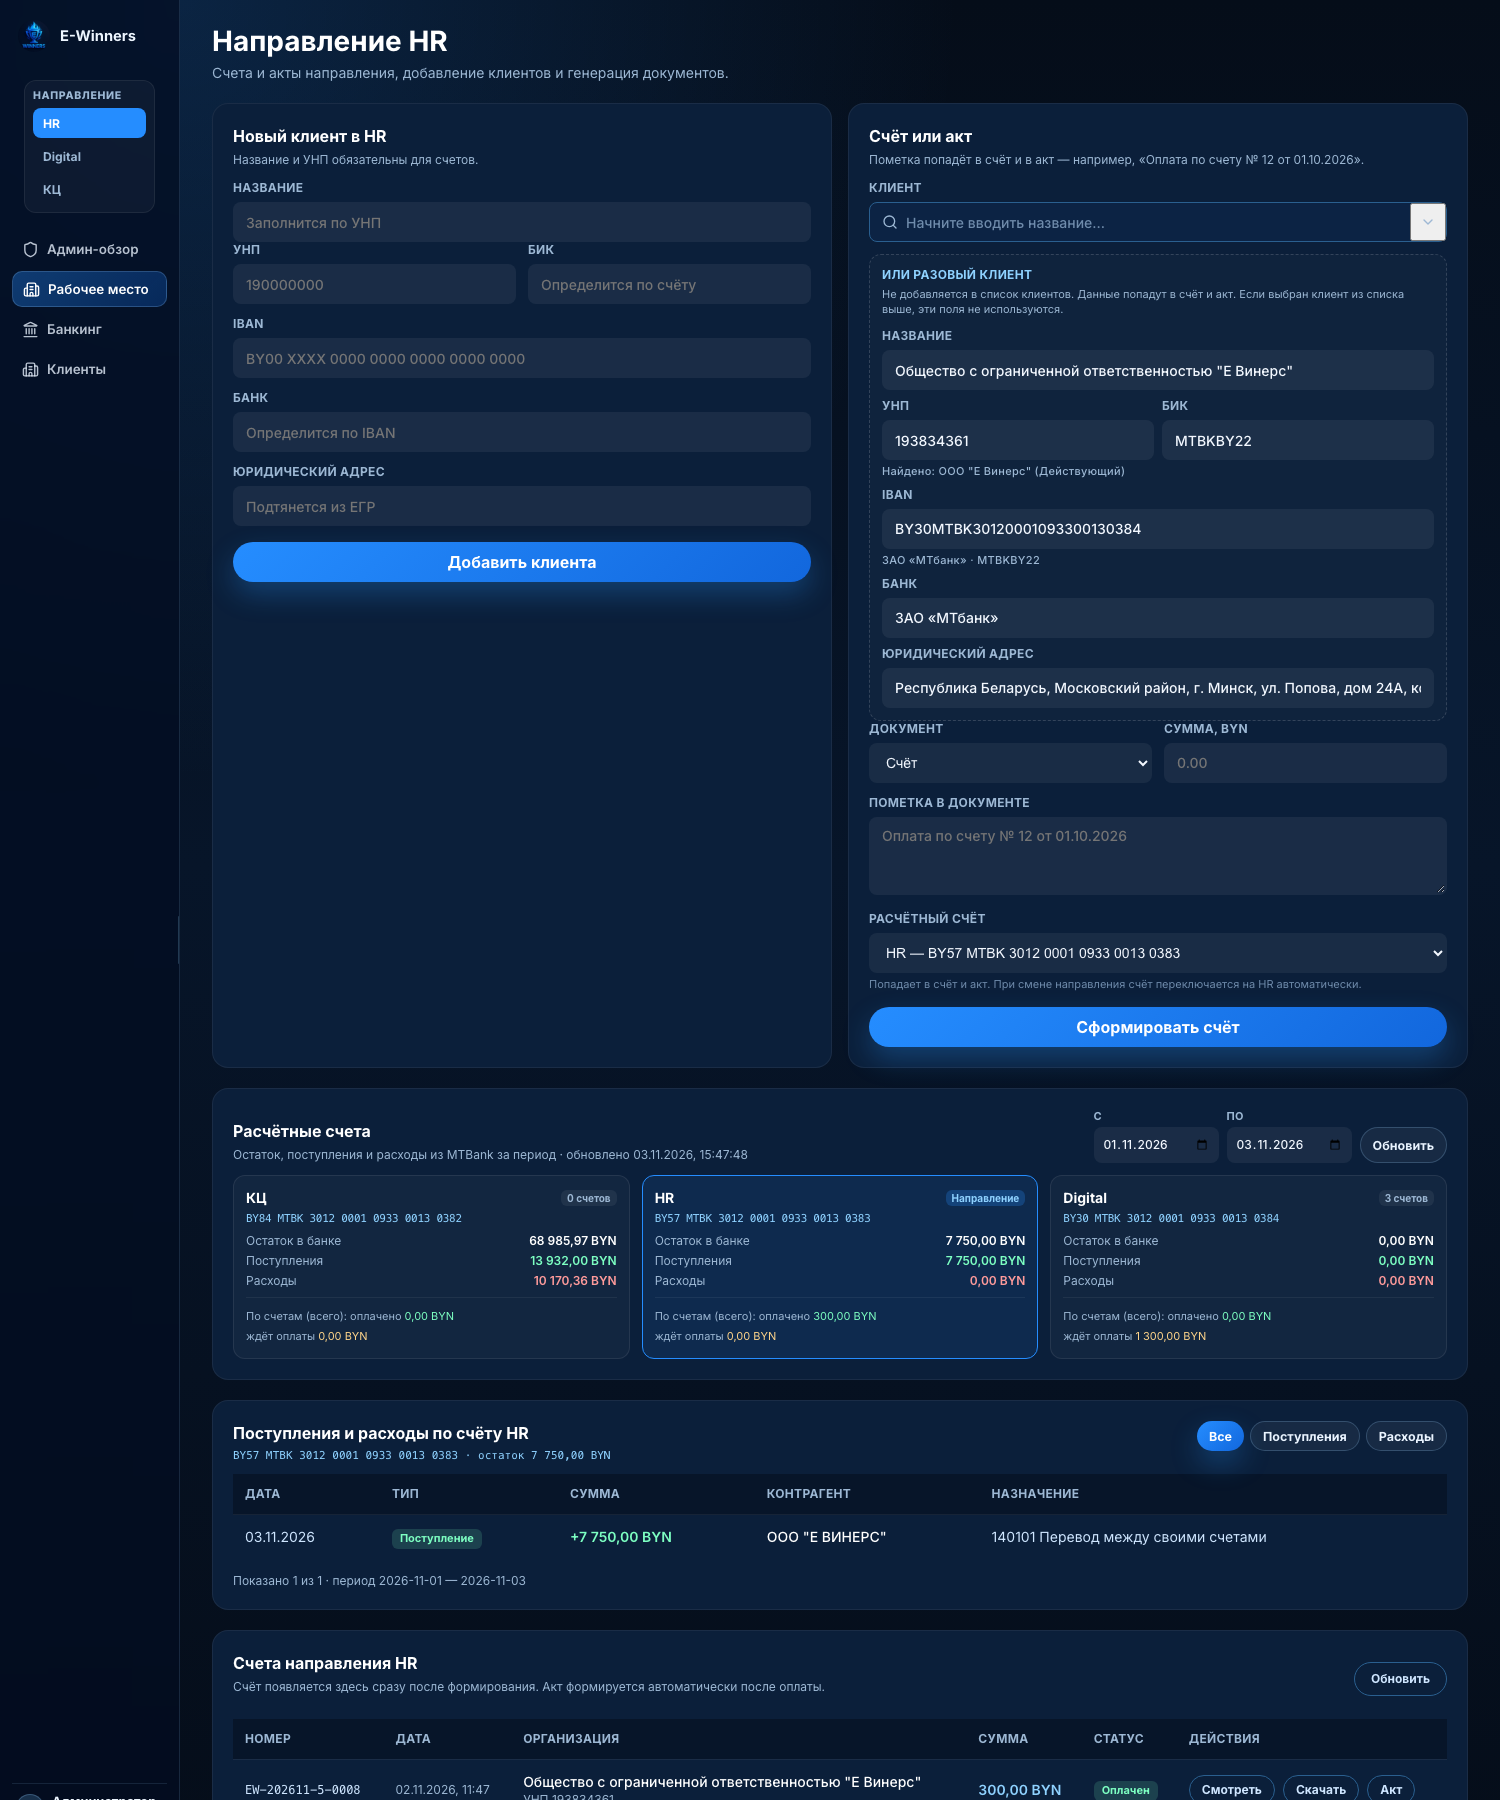 E-Winners
НАПРАВЛЕНИЕ
HR
Digital
КЦ
Админ-обзор
Рабочее место
Банкинг
Клиенты
Направление HR
Счета и акты направления, добавление клиентов и генерация документов.
Новый клиент в HR
Название и УНП обязательны для счетов.
НАЗВАНИЕ
Заполнится по УНП
УНП
БИК
190000000
Определится по счёту
IBAN
BY00 XXXX 0000 0000 0000 0000 0000
БАНК
Определится по IBAN
ЮРИДИЧЕСКИЙ АДРЕС
Подтянется из ЕГР
Добавить клиента
Счёт или акт
Пометка попадёт в счёт и в акт — например, «Оплата по счету № 12 от 01.10.2026».
КЛИЕНТ
Начните вводить название...
ИЛИ РАЗОВЫЙ КЛИЕНТ
Не добавляется в список клиентов. Данные попадут в счёт и акт. Если выбран клиент из списка
выше, эти поля не используются.
НАЗВАНИЕ
Общество с ограниченной ответственностью "Е Винерс"
УНП
БИК
193834361
MTBKBY22
Найдено: ООО "Е Винерс" (Действующий)
IBAN
BY30MTBK30120001093300130384
ЗАО «МТбанк» · MTBKBY22
БАНК
ЗАО «МТбанк»
ЮРИДИЧЕСКИЙ АДРЕС
Республика Беларусь, Московский район, г. Минск, ул. Попова, дом 24А,
ДОКУМЕНТ
СУММА, BYN
Счёт
0.00
ПОМЕТКА В ДОКУМЕНТЕ
Оплата по счету № 12 от 01.10.2026
РАСЧЁТНЫЙ СЧЁТ
HR — BY57 MTBK 3012 0001 0933 0013 0383
Попадает в счёт и акт. При смене направления счёт переключается на HR автоматически.
Сформировать счёт
Расчётные счета
Остаток, поступления и расходы из MTBank за период · обновлено 03.11.2026, 15:47:48
С
ПО
01.11.2026
03.11.2026
Обновить
КЦ
0 счетов
BY84 MTBK 3012 0001 0933 0013 0382
Остаток в банке 68 985,97 BYN
Поступления 13 932,00 BYN
Расходы 10 170,36 BYN
По счетам (всего): оплачено 0,00 BYN
ждёт оплаты 0,00 BYN
HR
Направление
BY57 MTBK 3012 0001 0933 0013 0383
Остаток в банке 7 750,00 BYN
Поступления 7 750,00 BYN
Расходы 0,00 BYN
По счетам (всего): оплачено 300,00 BYN
ждёт оплаты 0,00 BYN
Digital
3 счетов
BY30 MTBK 3012 0001 0933 0013 0384
Остаток в банке 0,00 BYN
Поступления 0,00 BYN
Расходы 0,00 BYN
По счетам (всего): оплачено 0,00 BYN
ждёт оплаты 1 300,00 BYN
Поступления и расходы по счёту HR
BY57 MTBK 3012 0001 0933 0013 0383 · остаток 7 750,00 BYN
Все
Поступления
Расходы
ДАТА ТИП СУММА КОНТРАГЕНТ НАЗНАЧЕНИЕ
03.11.2026 Поступление +7 750,00 BYN ООО "Е ВИНЕРС" 140101 Перевод между своими счетами
Показано 1 из 1 · период 2026-11-01 — 2026-11-03
Счета направления HR
Счёт появляется здесь сразу после формирования. Акт формируется автоматически после оплаты.
Обновить
НОМЕР ДАТА ОРГАНИЗАЦИЯ СУММА СТАТУС ДЕЙСТВИЯ
EW-202611-5-0008 02.11.2026, 11:47 Общество с ограниченной ответственностью "Е Винерс" 300,00 BYN Оплачен Смотреть Скачать Акт
УНП 193834361
Администратор